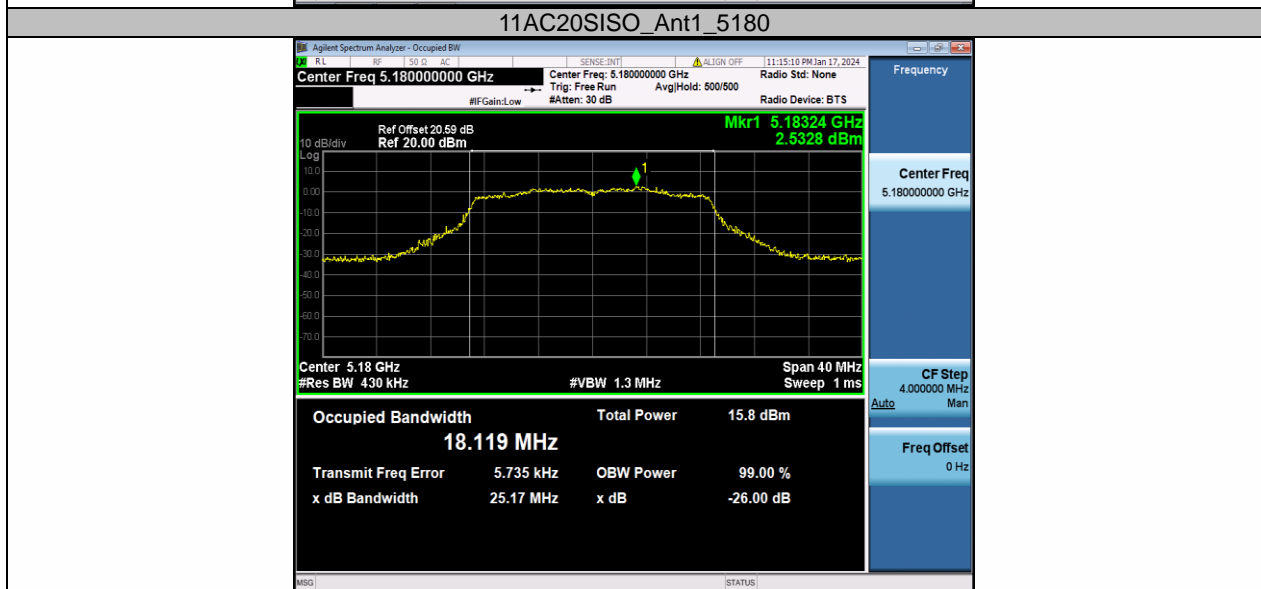 11AC20SISO_Ant1_5180
Agilent Spectrum Analyzer - Occupied BW
RL RF 50 Ω AC SENSE:INT ALIGN OFF 11:15:10 PM Jan 17, 2024
Center Freq 5.180000000 GHz
Center Freq: 5.180000000 GHz Radio Std: None
Trig: Free Run Avg|Hold: 500/500
#IFGain:Low #Atten: 30 dB Radio Device: BTS
Frequency
Mkr1 5.18324 GHz
2.5328 dBm
Ref Offset 20.59 dB
10 dB/div Ref 20.00 dBm
Log
10.0
0.00
-10.0
-20.0
-30.0
-40.0
-50.0
-60.0
-70.0
1
Center 5.18 GHz Span 40 MHz
#Res BW 430 kHz #VBW 1.3 MHz Sweep 1 ms
Occupied Bandwidth Total Power 15.8 dBm
18.119 MHz
Transmit Freq Error 5.735 kHz OBW Power 99.00 %
x dB Bandwidth 25.17 MHz x dB -26.00 dB
Center Freq
5.180000000 GHz
CF Step
4.000000 MHz
Auto Man
Freq Offset
0 Hz
MSG STATUS